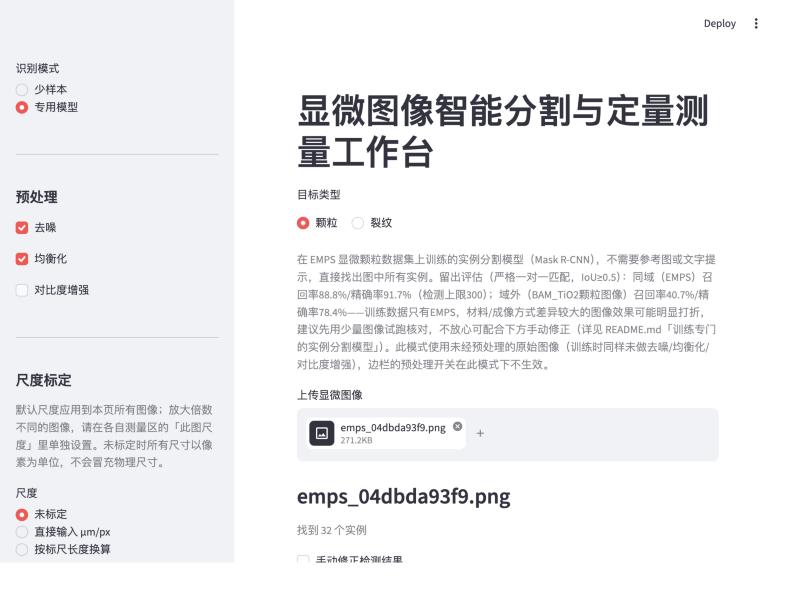 Deploy
识别模式
少样本
专用模型
预处理
去噪
均衡化
对比度增强
尺度标定
默认尺度应用到本页所有图像；放大倍数
不同的图像，请在各自测量区的「此图尺
度」里单独设置。未标定时所有尺寸以像
素为单位，不会冒充物理尺寸。
尺度
未标定
直接输入 μm/px
按标尺长度换算
显微图像智能分割与定量测
量工作台
目标类型
颗粒
裂纹
在 EMPS 显微颗粒数据集上训练的实例分割模型（Mask R-CNN），不需要参考图或文字提
示，直接找出图中所有实例。留出评估（严格一对一匹配，IoU≥0.5）：同域（EMPS）召
回率88.8%/精确率91.7%（检测上限300）；域外（BAM_TiO2颗粒图像）召回率40.7%/精
确率78.4%——训练数据只有EMPS，材料/成像方式差异较大的图像效果可能明显打折，
建议先用少量图像试跑核对，不放心可配合下方手动修正（详见 README.md「训练专门
的实例分割模型」）。此模式使用未经预处理的原始图像（训练时同样未做去噪/均衡化/
对比度增强），边栏的预处理开关在此模式下不生效。
上传显微图像
emps_04dbda93f9.png
271.2KB
emps_04dbda93f9.png
找到 32 个实例
手动修正检测结果